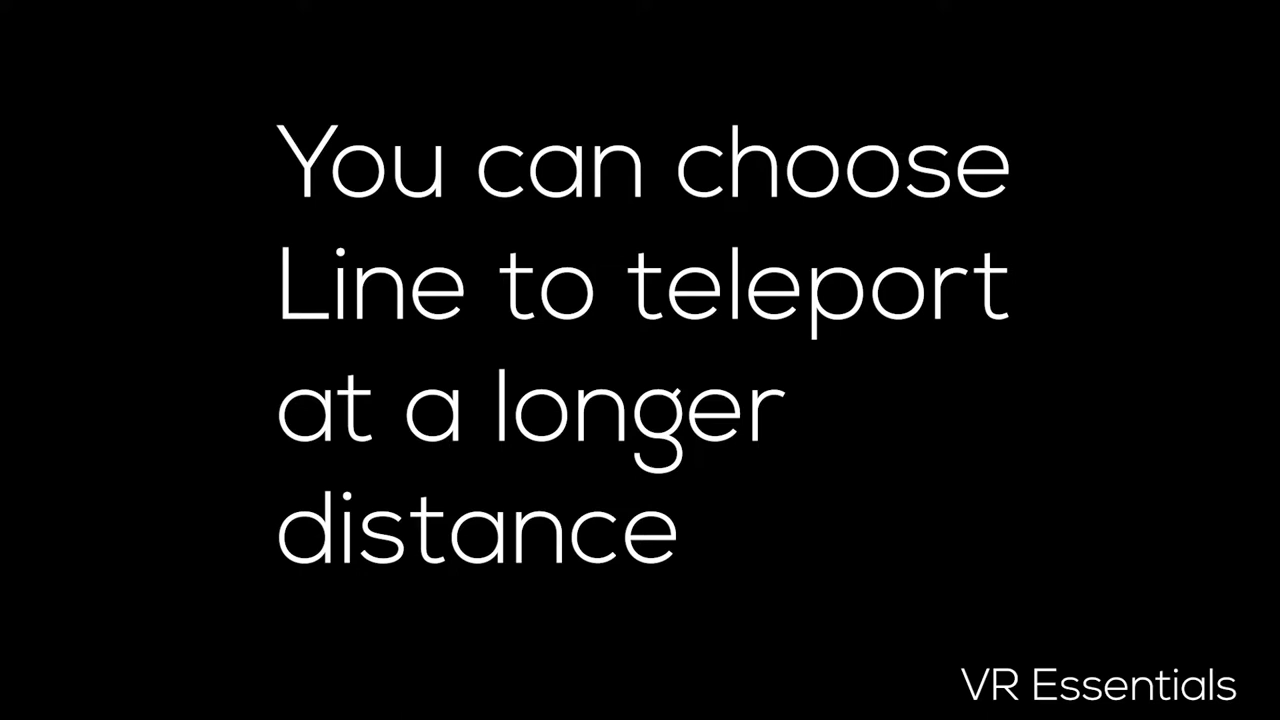 You can choose
Line to teleport
at a longer
distance
VR Essentials